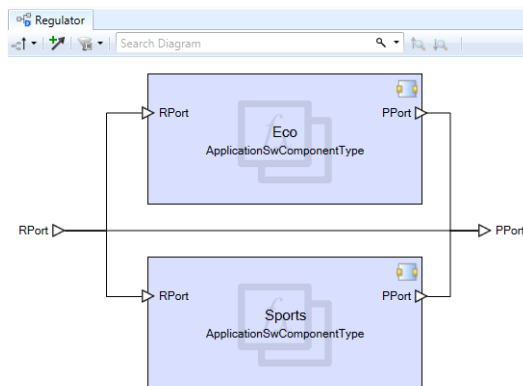 Regulator
Search Diagram
RPort
Eco
PPort
ApplicationSwComponentType
RPort
PPort
RPort
Sports
PPort
ApplicationSwComponentType